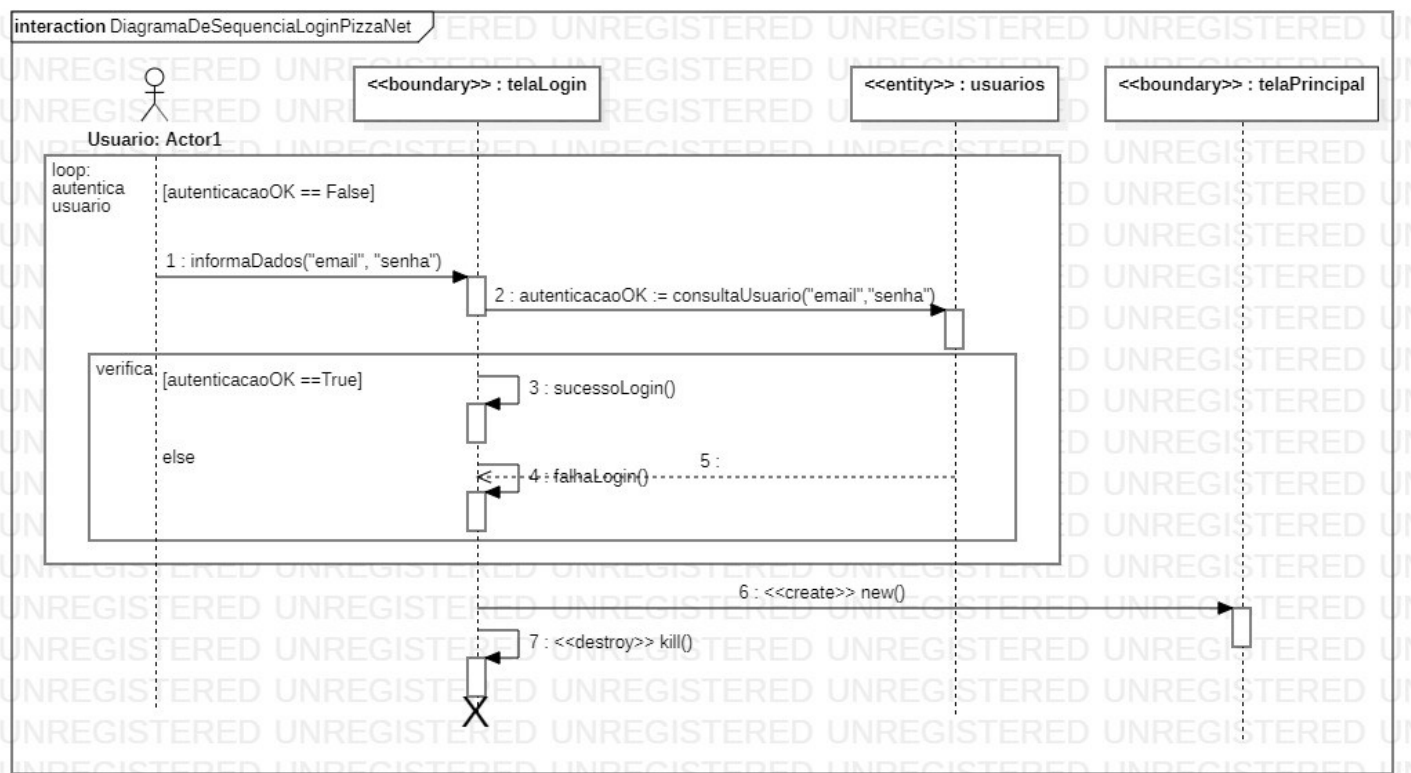 interaction DiagramaDeSequenciaLoginPizzaNet
<<boundary>> : telaLogin
<<entity>> : usuarios
<<boundary>> : telaPrincipal
Usuario: Actor1
loop:
autentica
usuario
[autenticacaoOK == False]
1 : informaDados("email", "senha")
2 : autenticacaoOK := consultaUsuario("email","senha")
verifica
[autenticacaoOK ==True]
3 : sucessoLogin()
else
4 : falhaLogin()
5 :
6 : <<create>> new()
7 : <<destroy>> kill()
UNREGISTERED